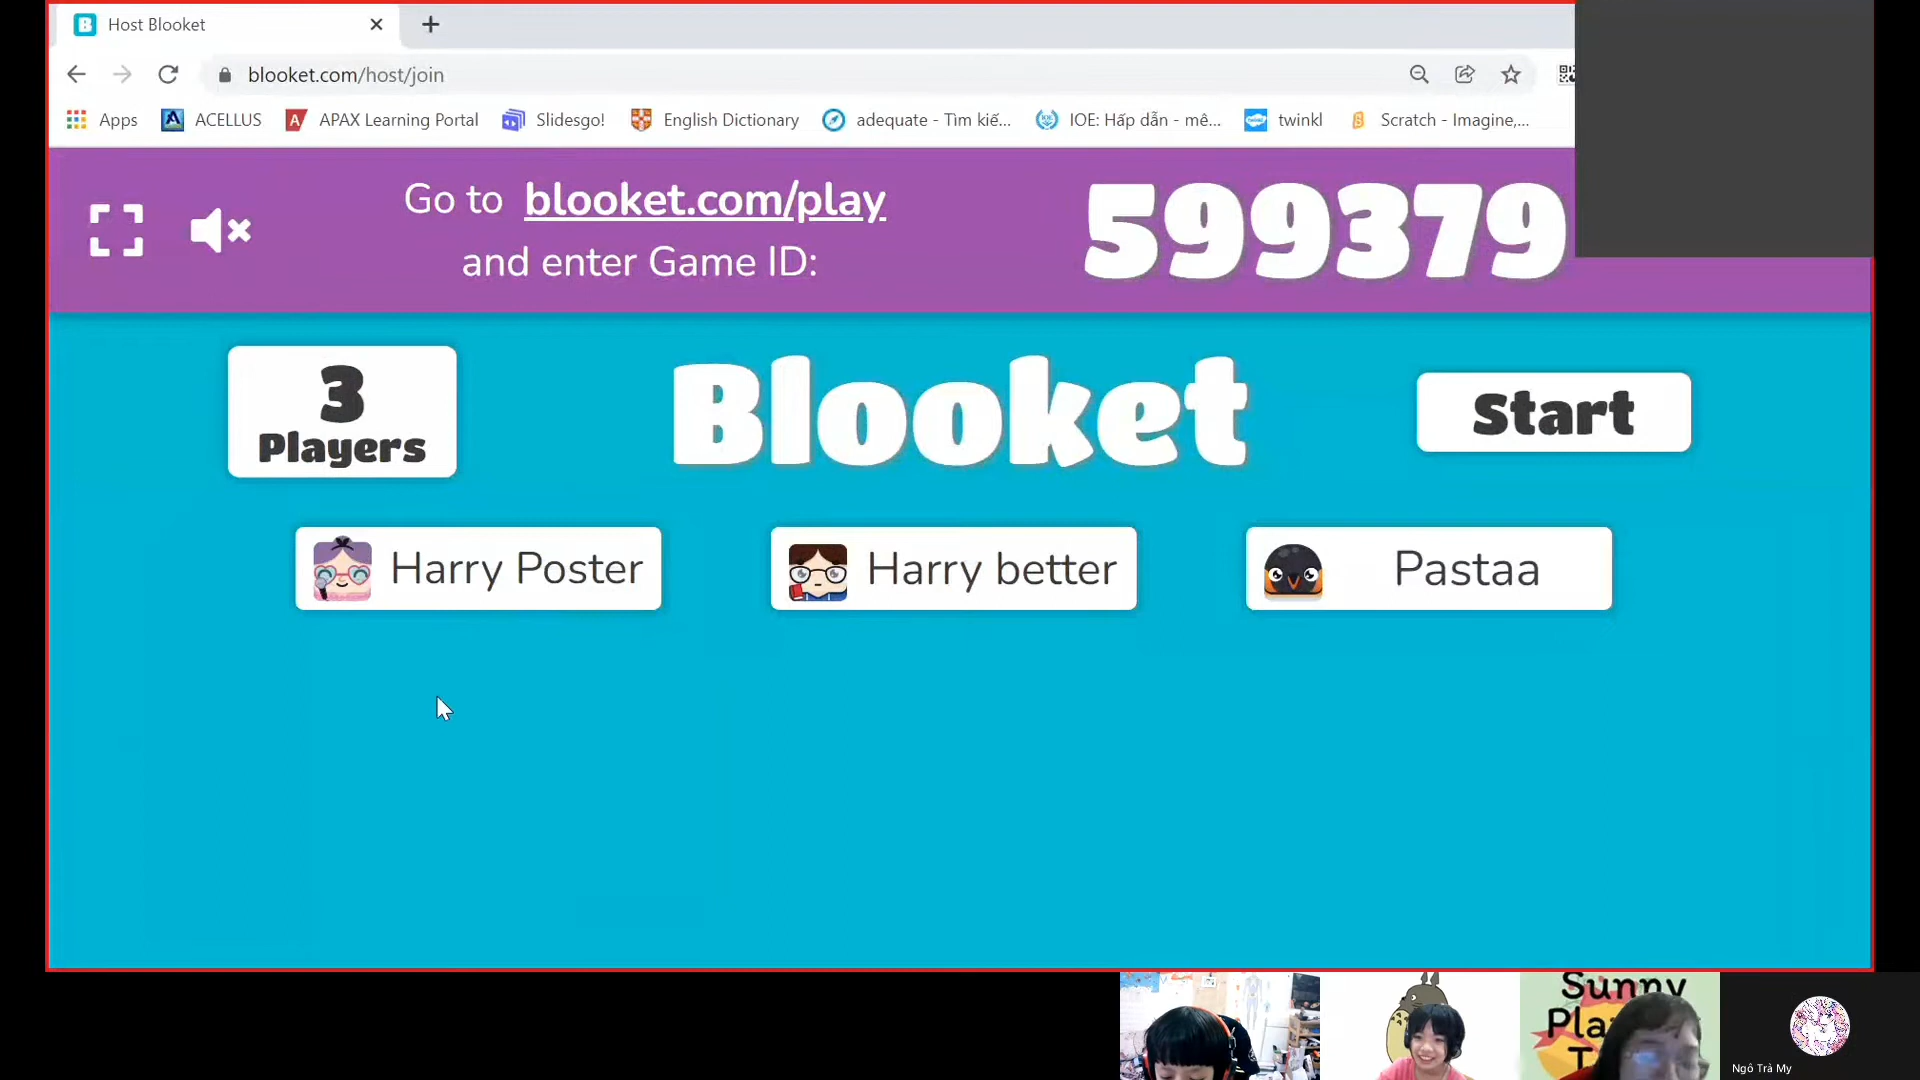 Host Blooket
blooket.com/host/join
Apps ACELLUS APAX Learning Portal Slidesgo! English Dictionary adequate - Tìm kiế... IOE: Hấp dẫn - mê... twinkl Scratch - Imagine,...
Go to blooket.com/play
and enter Game ID:
599379
3
Players
Blooket
Start
Harry Poster
Harry better
Pastaa
Sunny
Ngô Trà My